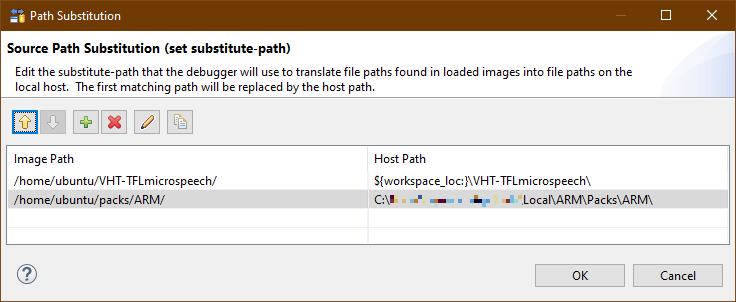 Path Substitution
Source Path Substitution (set substitute-path)
Edit the substitute-path that the debugger will use to translate file paths found in loaded images into file paths on the
local host. The first matching path will be replaced by the host path.
Image Path Host Path
/home/ubuntu/VHT-TFLmicrospeech/ ${workspace_loc:}\VHT-TFLmicrospeech\
/home/ubuntu/packs/ARM/ C:\ Local\ARM\Packs\ARM\
OK Cancel